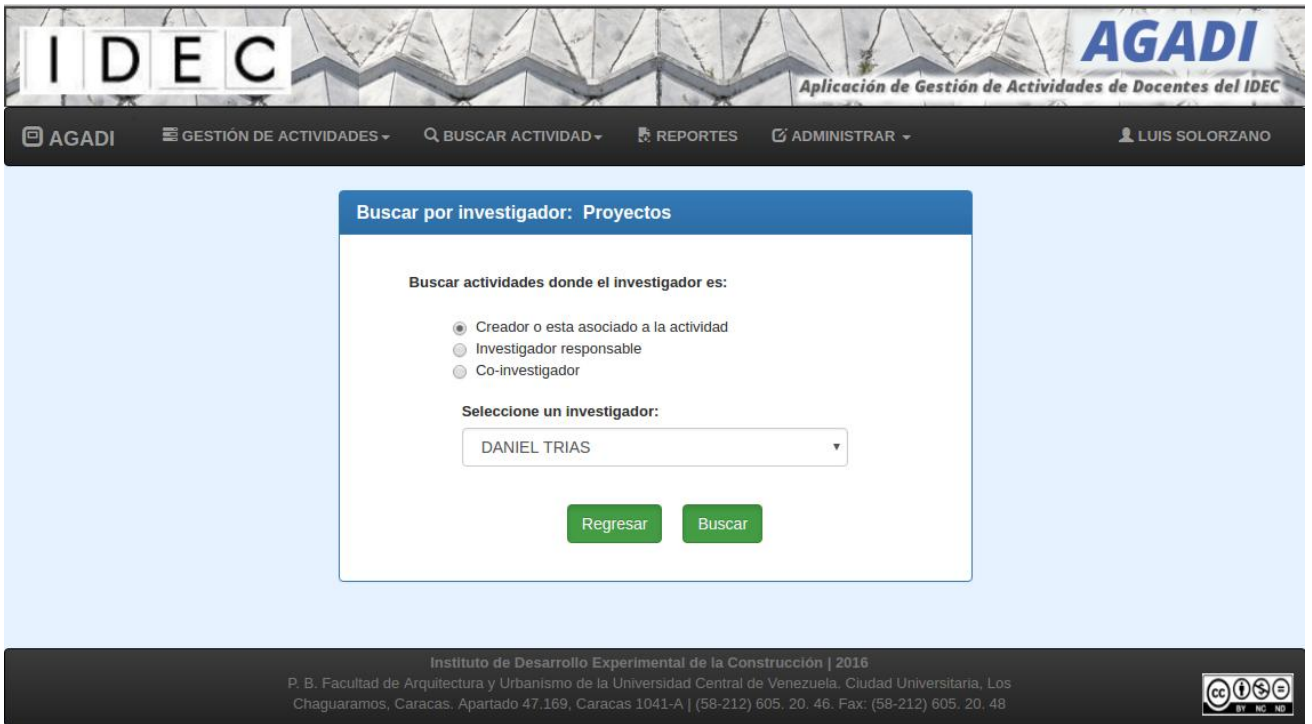 IDEC
AGADI
Aplicación de Gestión de Actividades de Docentes del IDEC
AGADI GESTIÓN DE ACTIVIDADES BUSCAR ACTIVIDAD REPORTES ADMINISTRAR LUIS SOLORZANO
Buscar por investigador: Proyectos
Buscar actividades donde el investigador es:
Creador o esta asociado a la actividad
Investigador responsable
Co-investigador
Seleccione un investigador:
DANIEL TRIAS
Regresar Buscar
Instituto de Desarrollo Experimental de la Construcción | 2016
P. B. Facultad de Arquitectura y Urbanismo de la Universidad Central de Venezuela. Ciudad Universitaria, Los
Chaguaramos, Caracas. Apartado 47.169, Caracas 1041-A | (58-212) 605. 20. 46. Fax: (58-212) 605. 20. 48
cc BY NC ND